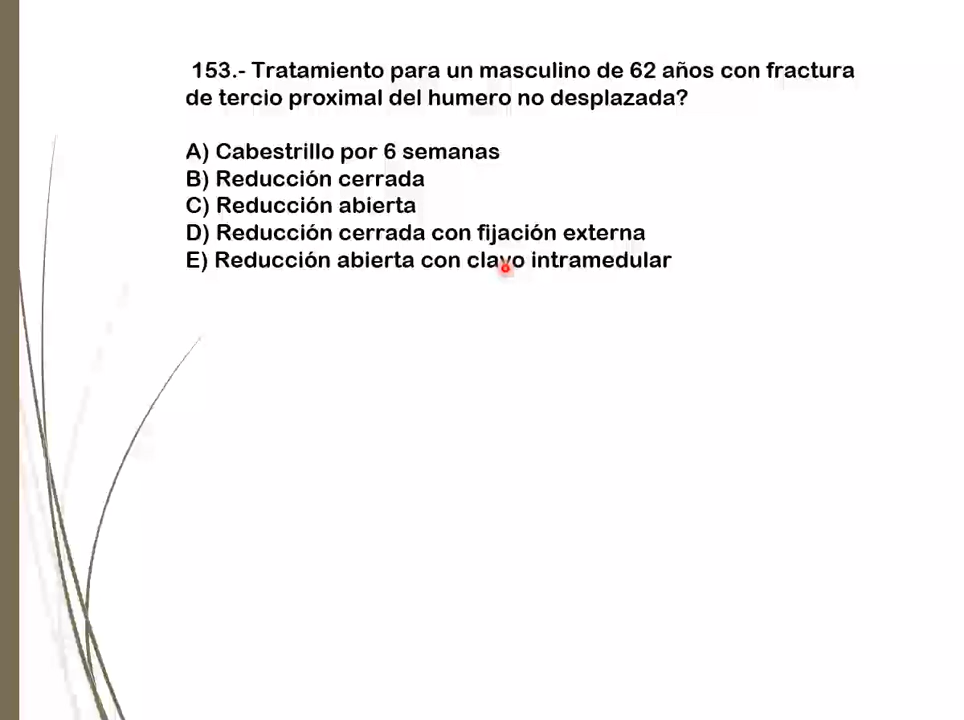 153.- Tratamiento para un masculino de 62 años con fractura
de tercio proximal del humero no desplazada?
A) Cabestrillo por 6 semanas
B) Reducción cerrada
C) Reducción abierta
D) Reducción cerrada con fijación externa
E) Reducción abierta con clavo intramedular